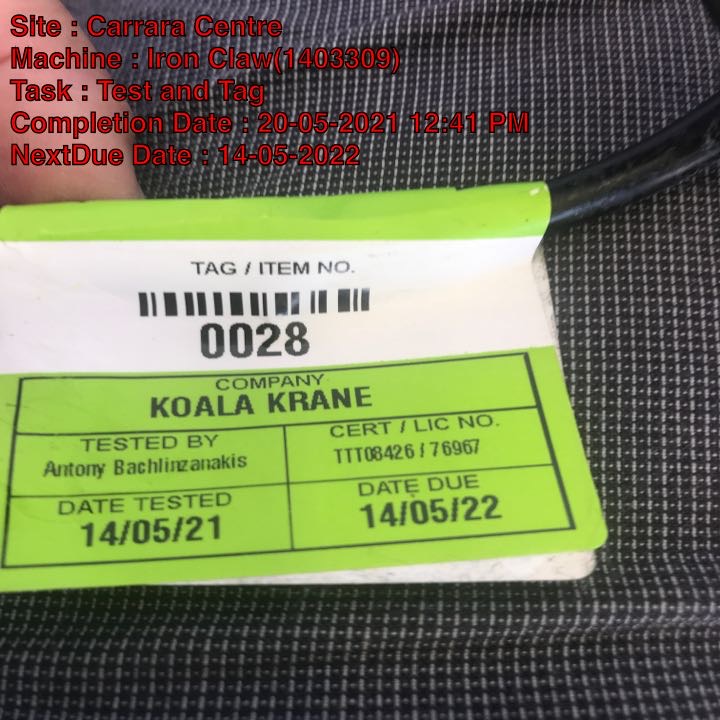 Site : Carrara Centre
Machine : Iron Claw(1403309)
Task : Test and Tag
Completion Date : 20-05-2021 12:41 PM
NextDue Date : 14-05-2022
TAG / ITEM NO.
0028
COMPANY
KOALA KRANE
TESTED BY
Antony Bachlinzanakis
CERT / LIC NO.
TTT08426 / 76967
DATE TESTED
14/05/21
DATE DUE
14/05/22